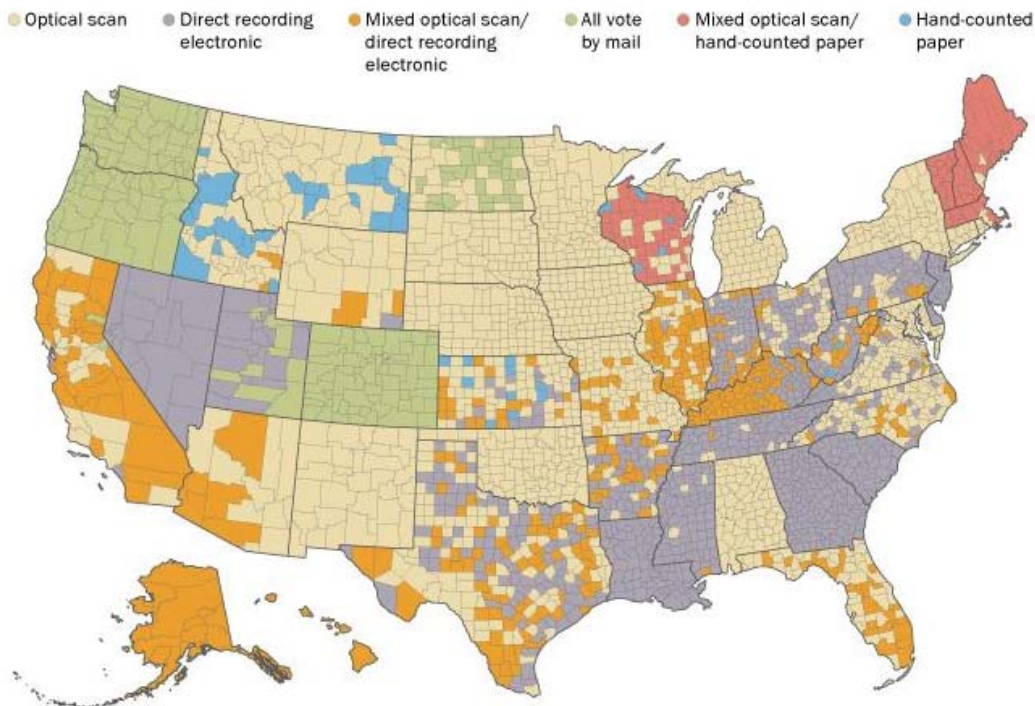 Optical scan
Direct recording
electronic
Mixed optical scan/
direct recording
electronic
All vote
by mail
Mixed optical scan/
hand-counted paper
Hand-counted
paper